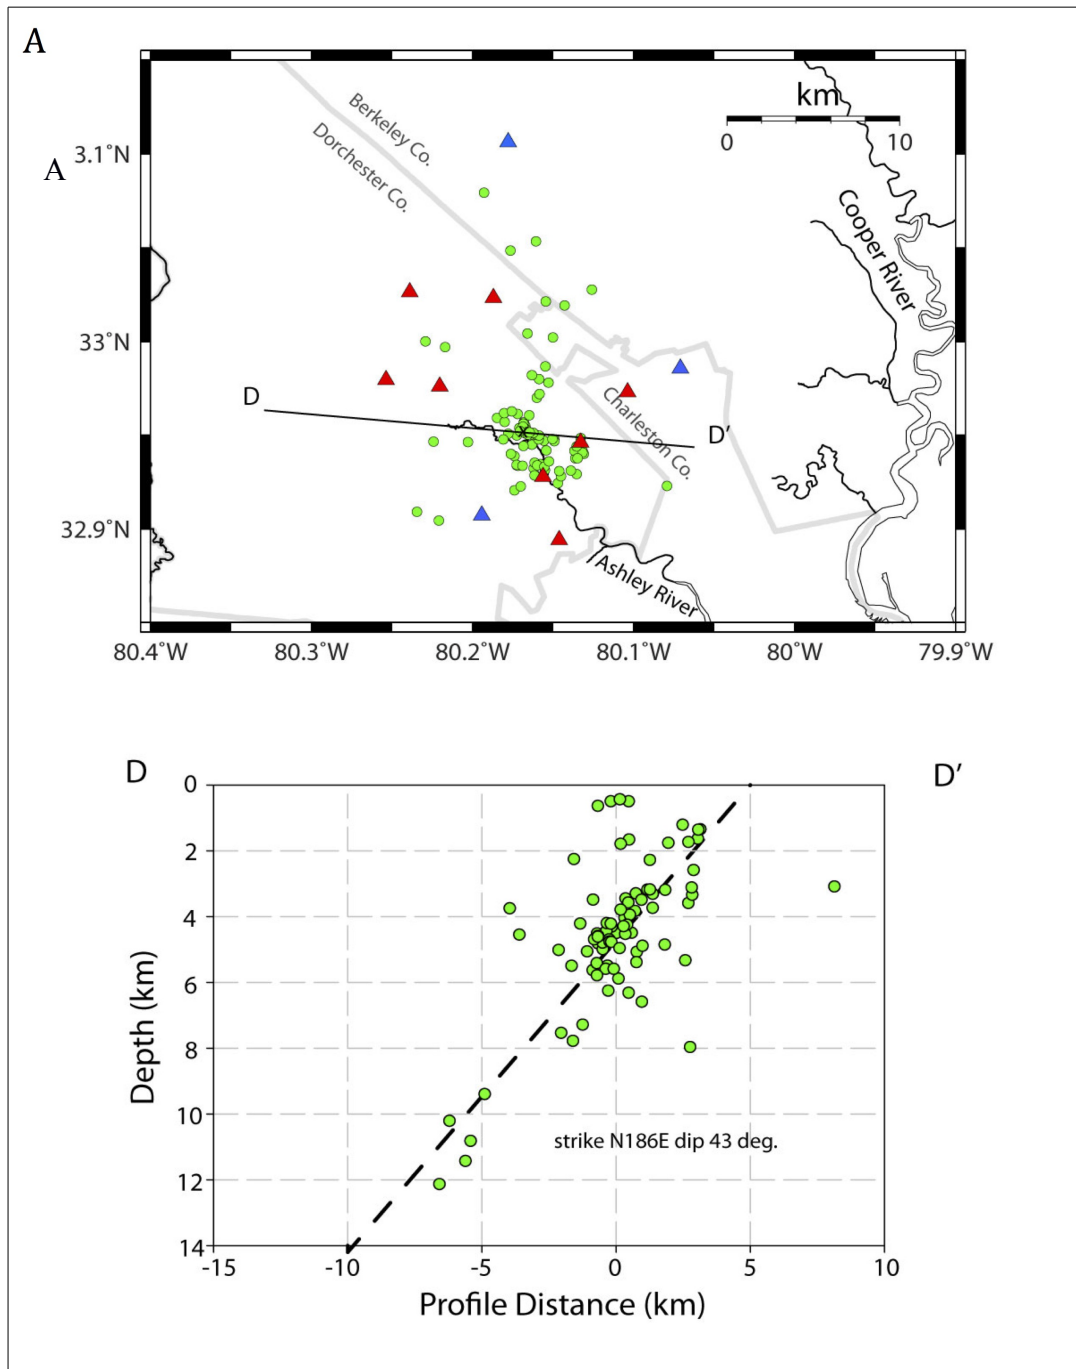 A
km
0 10
Berkeley Co.
Dorchester Co.
A
3.1°N
Cooper River
33°N
D
D'
Charleston Co.
32.9°N
Ashley River
80.4°W 80.3°W 80.2°W 80.1°W 80°W 79.9°W
D
D'
0
2
4
6
8
10
12
14
Depth (km)
strike N186E dip 43 deg.
-15 -10 -5 0 5 10
Profile Distance (km)